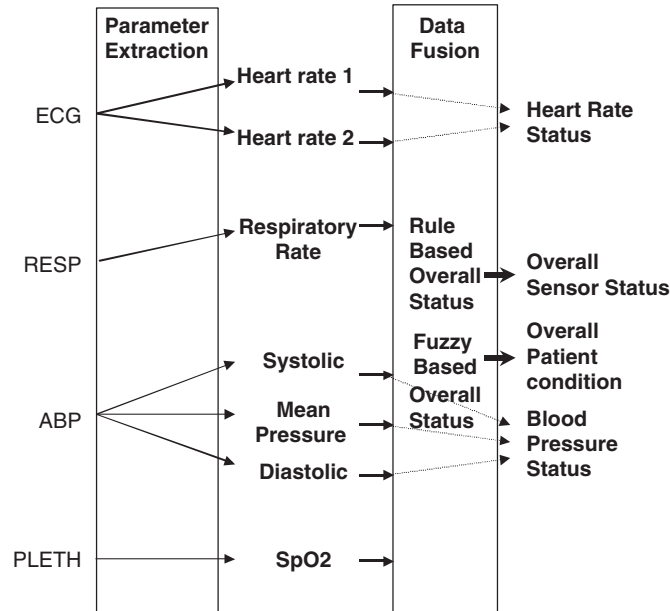 Parameter
Extraction
Data
Fusion
ECG
Heart rate 1
Heart rate 2
Heart Rate
Status
RESP
Respiratory
Rate
Rule
Based
Overall
Status
Overall
Sensor Status
Fuzzy
Based
Overall
Status
Overall
Patient
condition
ABP
Systolic
Mean
Pressure
Diastolic
Blood
Pressure
Status
PLETH
SpO2